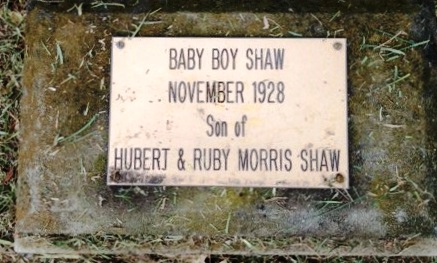 BABY BOY SHAW
NOVEMBER 1928
Son of
HUBERT & RUBY MORRIS SHAW